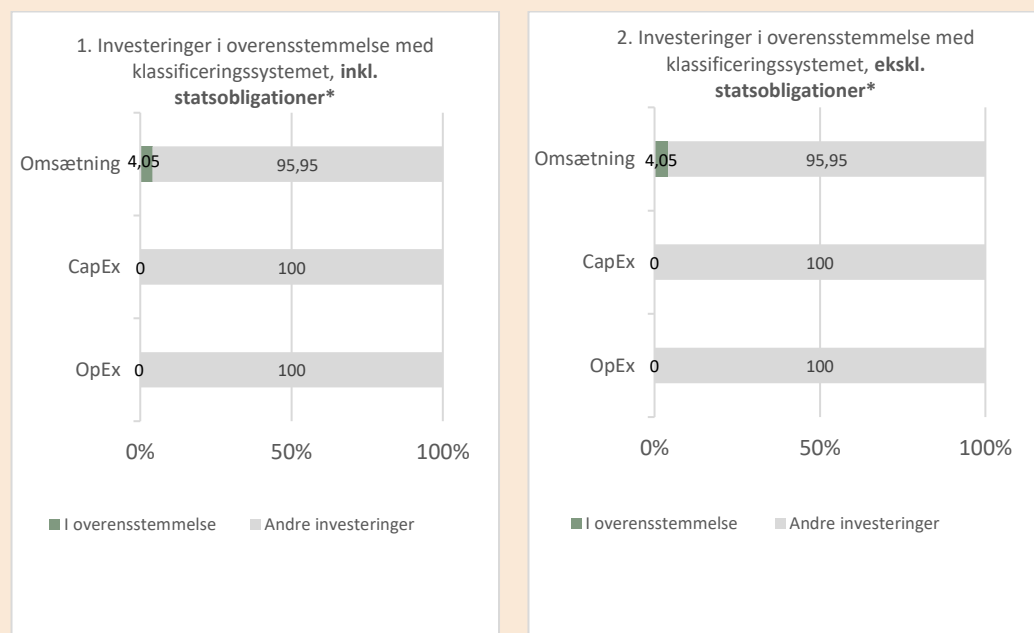 1. Investeringer i overensstemmelse med
klassificeringssystemet, inkl.
statsobligationer*
Omsætning 4,05 95,95
CapEx 0 100
OpEx 0 100
0% 50% 100%
I overensstemmelse Andre investeringer
2. Investeringer i overensstemmelse med
klassificeringssystemet, ekskl.
statsobligationer*
Omsætning 4,05 95,95
CapEx 0 100
OpEx 0 100
0% 50% 100%
I overensstemmelse Andre investeringer